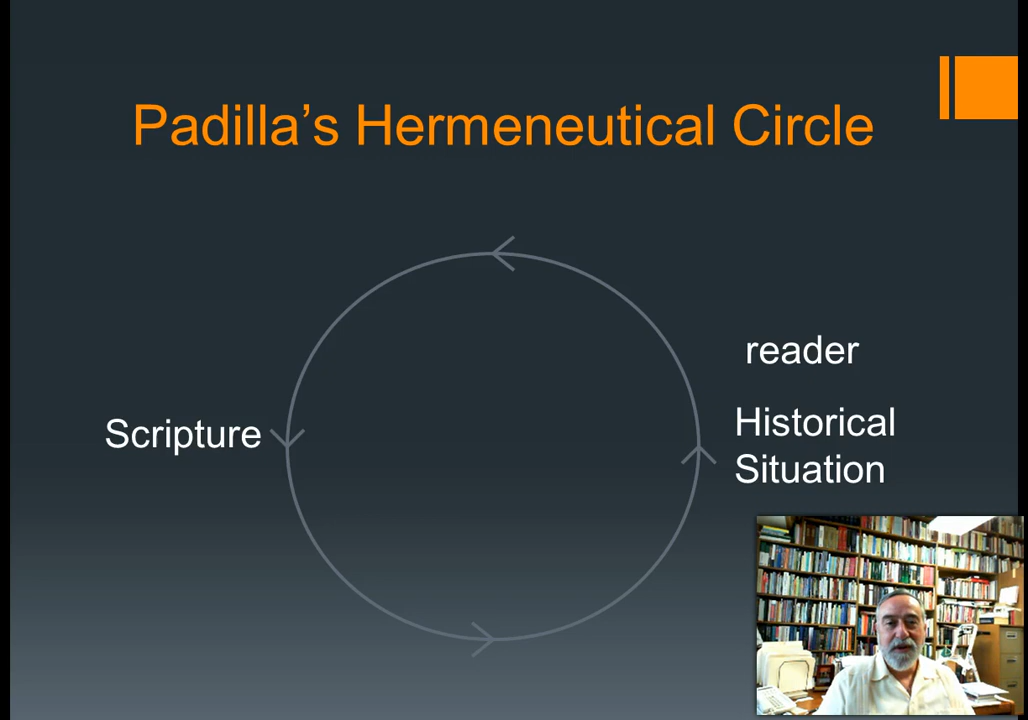 Padilla’s Hermeneutical Circle
reader
Scripture
Historical
Situation